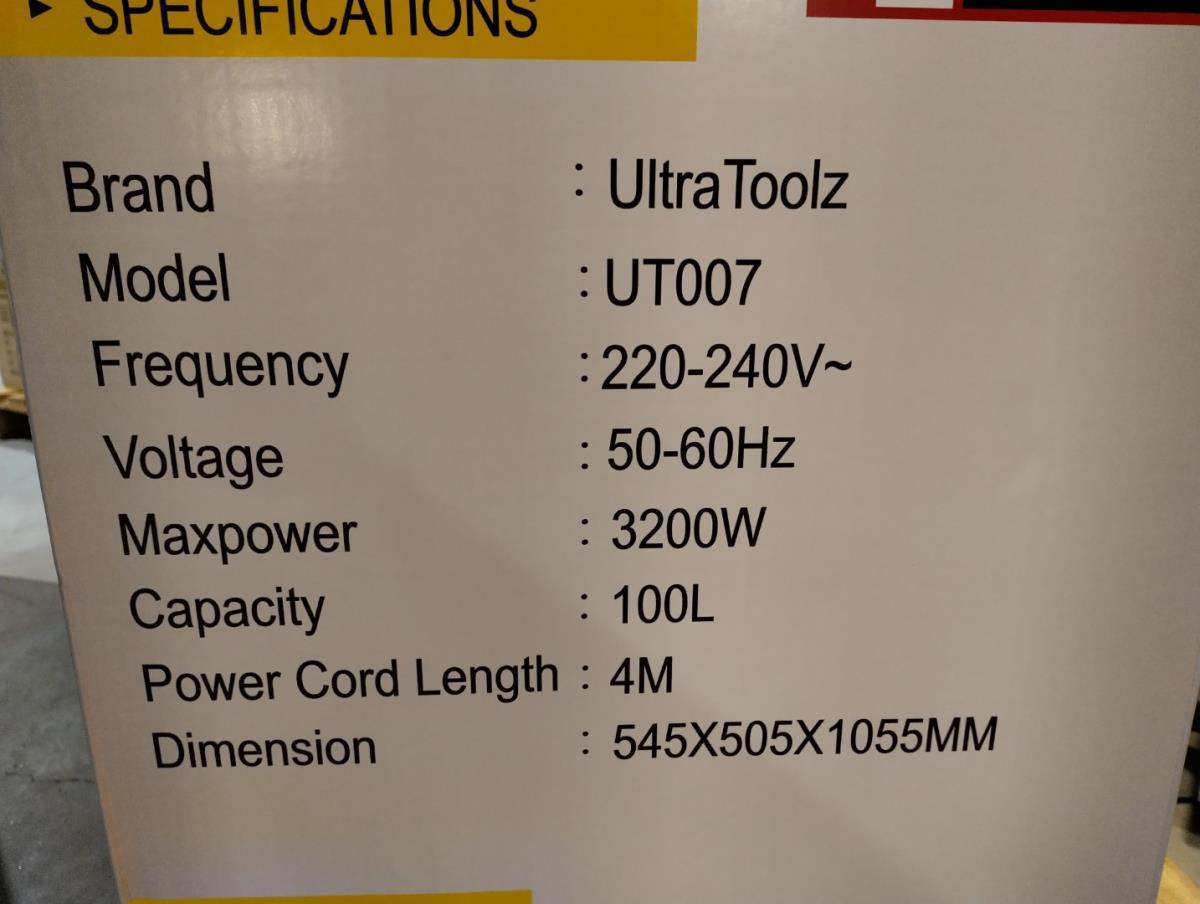 SPECIFICATIONS
Brand : UltraToolz
Model : UT007
Frequency : 220-240V~
Voltage : 50-60Hz
Maxpower : 3200W
Capacity : 100L
Power Cord Length : 4M
Dimension : 545X505X1055MM